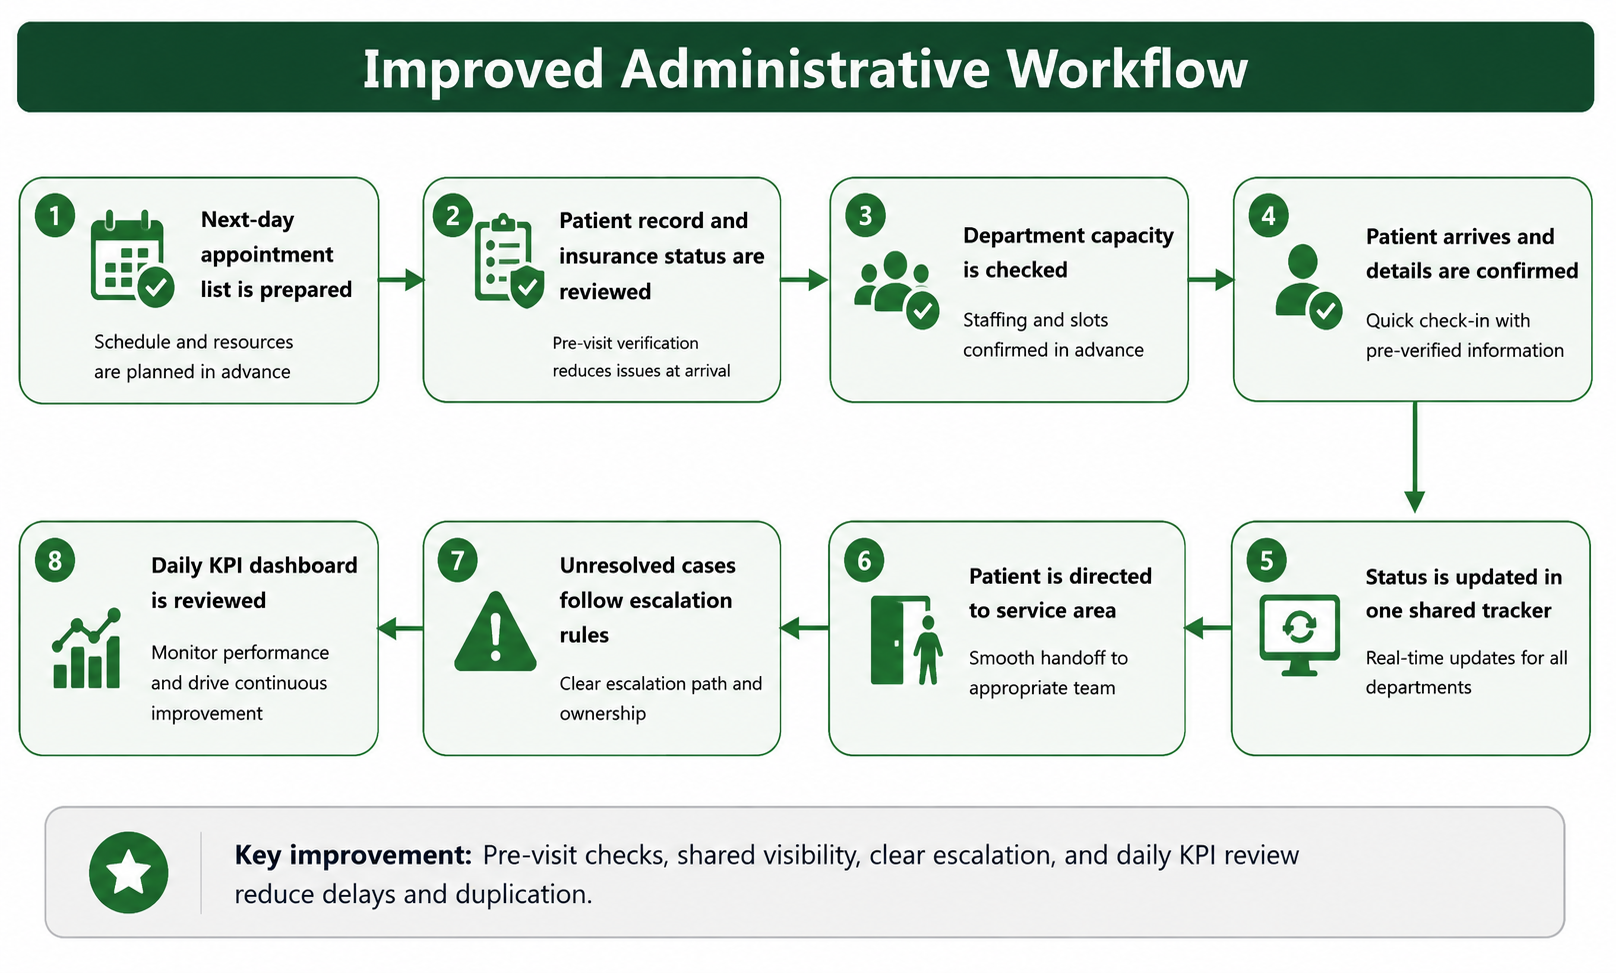 Improved Administrative Workflow
1
Next-day
appointment
list is prepared
Schedule and resources
are planned in advance
2
Patient record and
insurance status are
reviewed
Pre-visit verification
reduces issues at arrival
3
Department capacity
is checked
Staffing and slots
confirmed in advance
4
Patient arrives and
details are confirmed
Quick check-in with
pre-verified information
5
Status is updated in
one shared tracker
Real-time updates for all
departments
6
Patient is directed
to service area
Smooth handoff to
appropriate team
7
Unresolved cases
follow escalation
rules
Clear escalation path and
ownership
8
Daily KPI dashboard
is reviewed
Monitor performance
and drive continuous
improvement
Key improvement: Pre-visit checks, shared visibility, clear escalation, and daily KPI review
reduce delays and duplication.